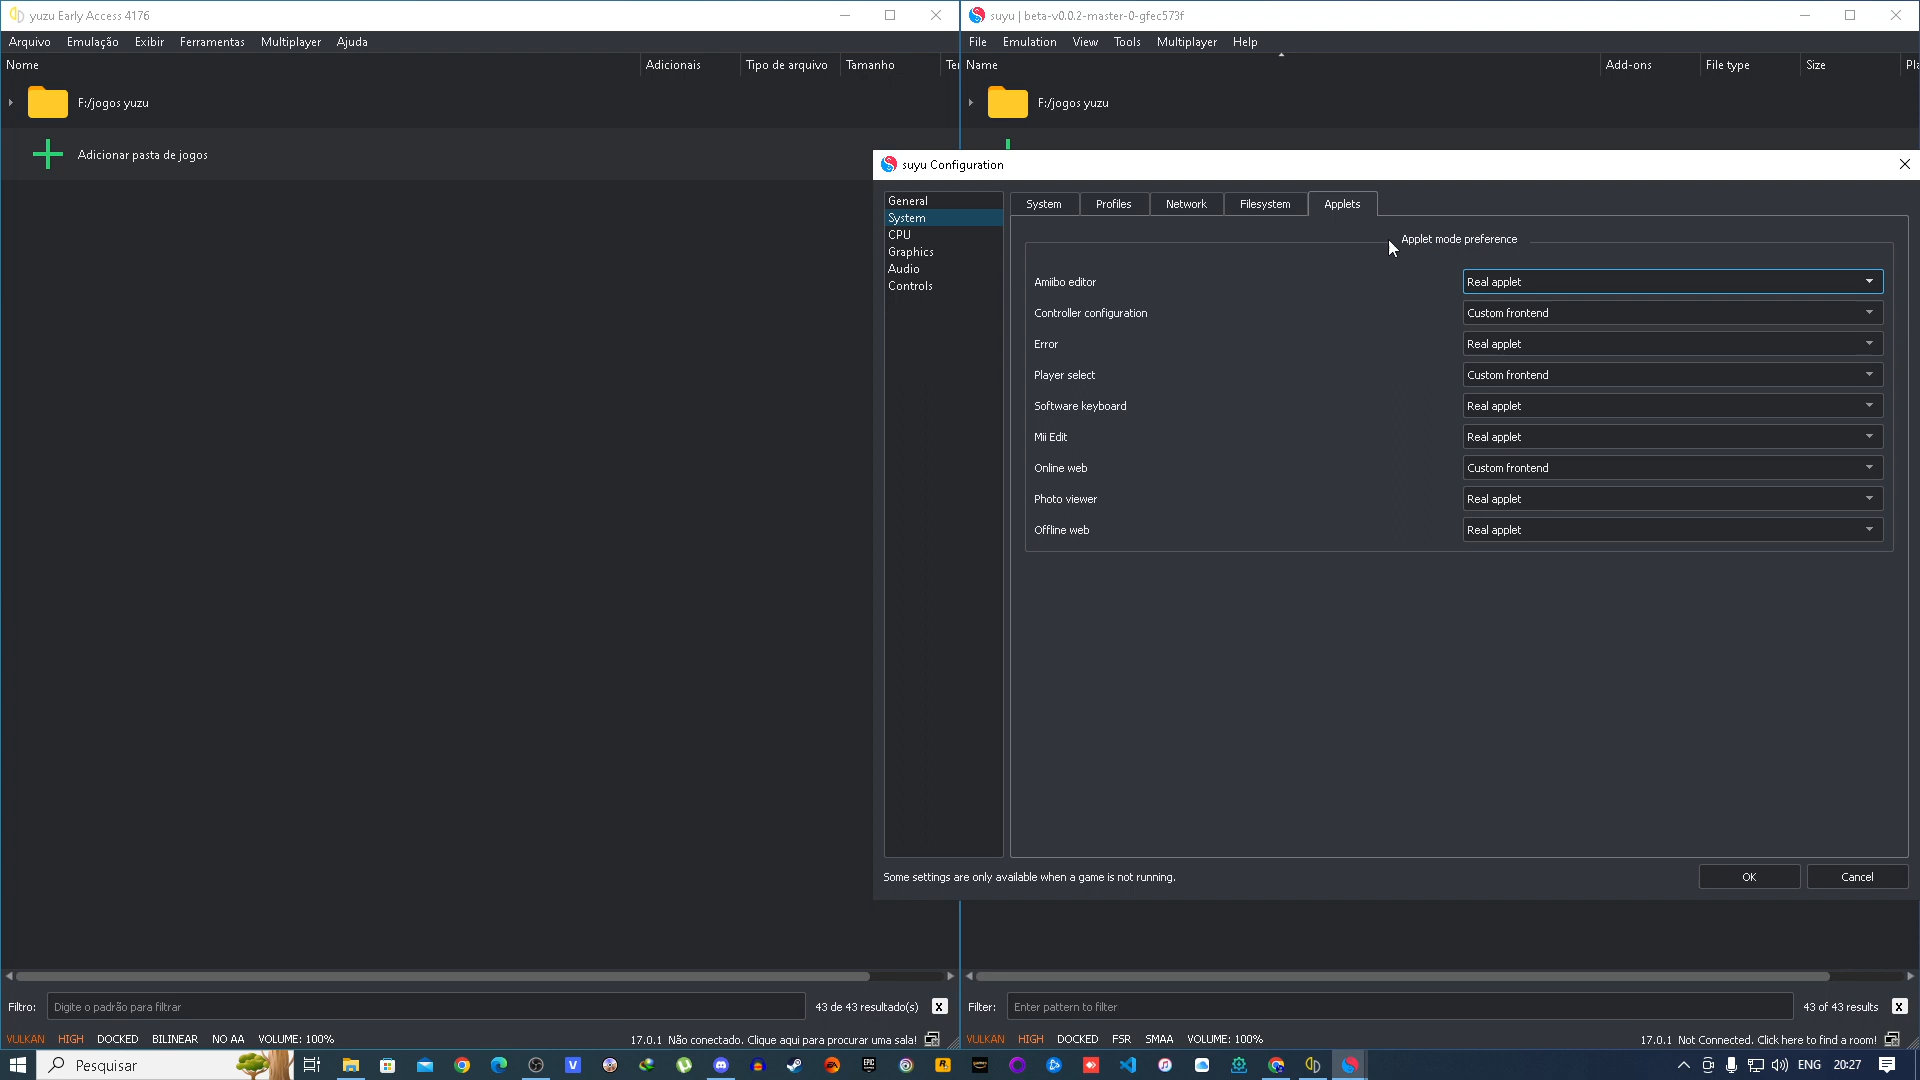 yuzu Early Access 4176
Arquivo Emulação Exibir Ferramentas Multiplayer Ajuda
Nome Adicionais Tipo de arquivo Tamanho Te
F:/jogos yuzu
Adicionar pasta de jogos
Filtro: Digite o padrão para filtrar 43 de 43 resultado(s) X
VULKAN HIGH DOCKED BILINEAR NO AA VOLUME: 100% 17.0.1 Não conectado. Clique aqui para procurar uma sala!
suyu | beta-v0.0.2-master-0-gfec573f
File Emulation View Tools Multiplayer Help
Name Add-ons File type Size Pla
F:/jogos yuzu
suyu Configuration
General
System
CPU
Graphics
Audio
Controls
System Profiles Network Filesystem Applets
Applet mode preference
Amiibo editor Real applet
Controller configuration Custom frontend
Error Real applet
Player select Custom frontend
Software keyboard Real applet
Mii Edit Real applet
Online web Custom frontend
Photo viewer Real applet
Offline web Real applet
Some settings are only available when a game is not running. OK Cancel
Filter: Enter pattern to filter 43 of 43 results X
VULKAN HIGH DOCKED FSR SMAA VOLUME: 100% 17.0.1 Not Connected. Click here to find a room!
Pesquisar ENG 20:27